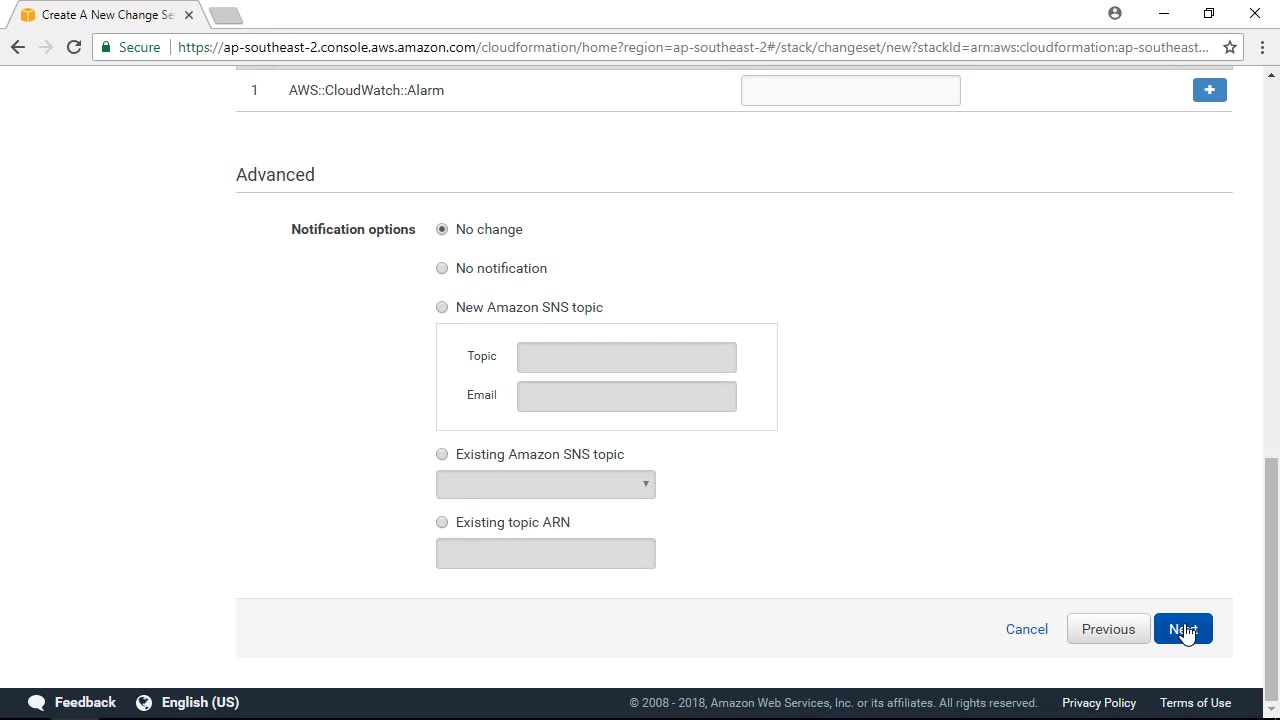 Create A New Change Se
Secure
https://ap-southeast-2.console.aws.amazon.com/cloudformation/home?region=ap-southeast-2#/stack/changeset/new?stackId=arn:aws:cloudformation:ap-southeast...
1 AWS::CloudWatch::Alarm
Advanced
Notification options
No change
No notification
New Amazon SNS topic
Topic
Email
Existing Amazon SNS topic
Existing topic ARN
Cancel Previous Next
Feedback English (US) © 2008 - 2018, Amazon Web Services, Inc. or its affiliates. All rights reserved. Privacy Policy Terms of Use